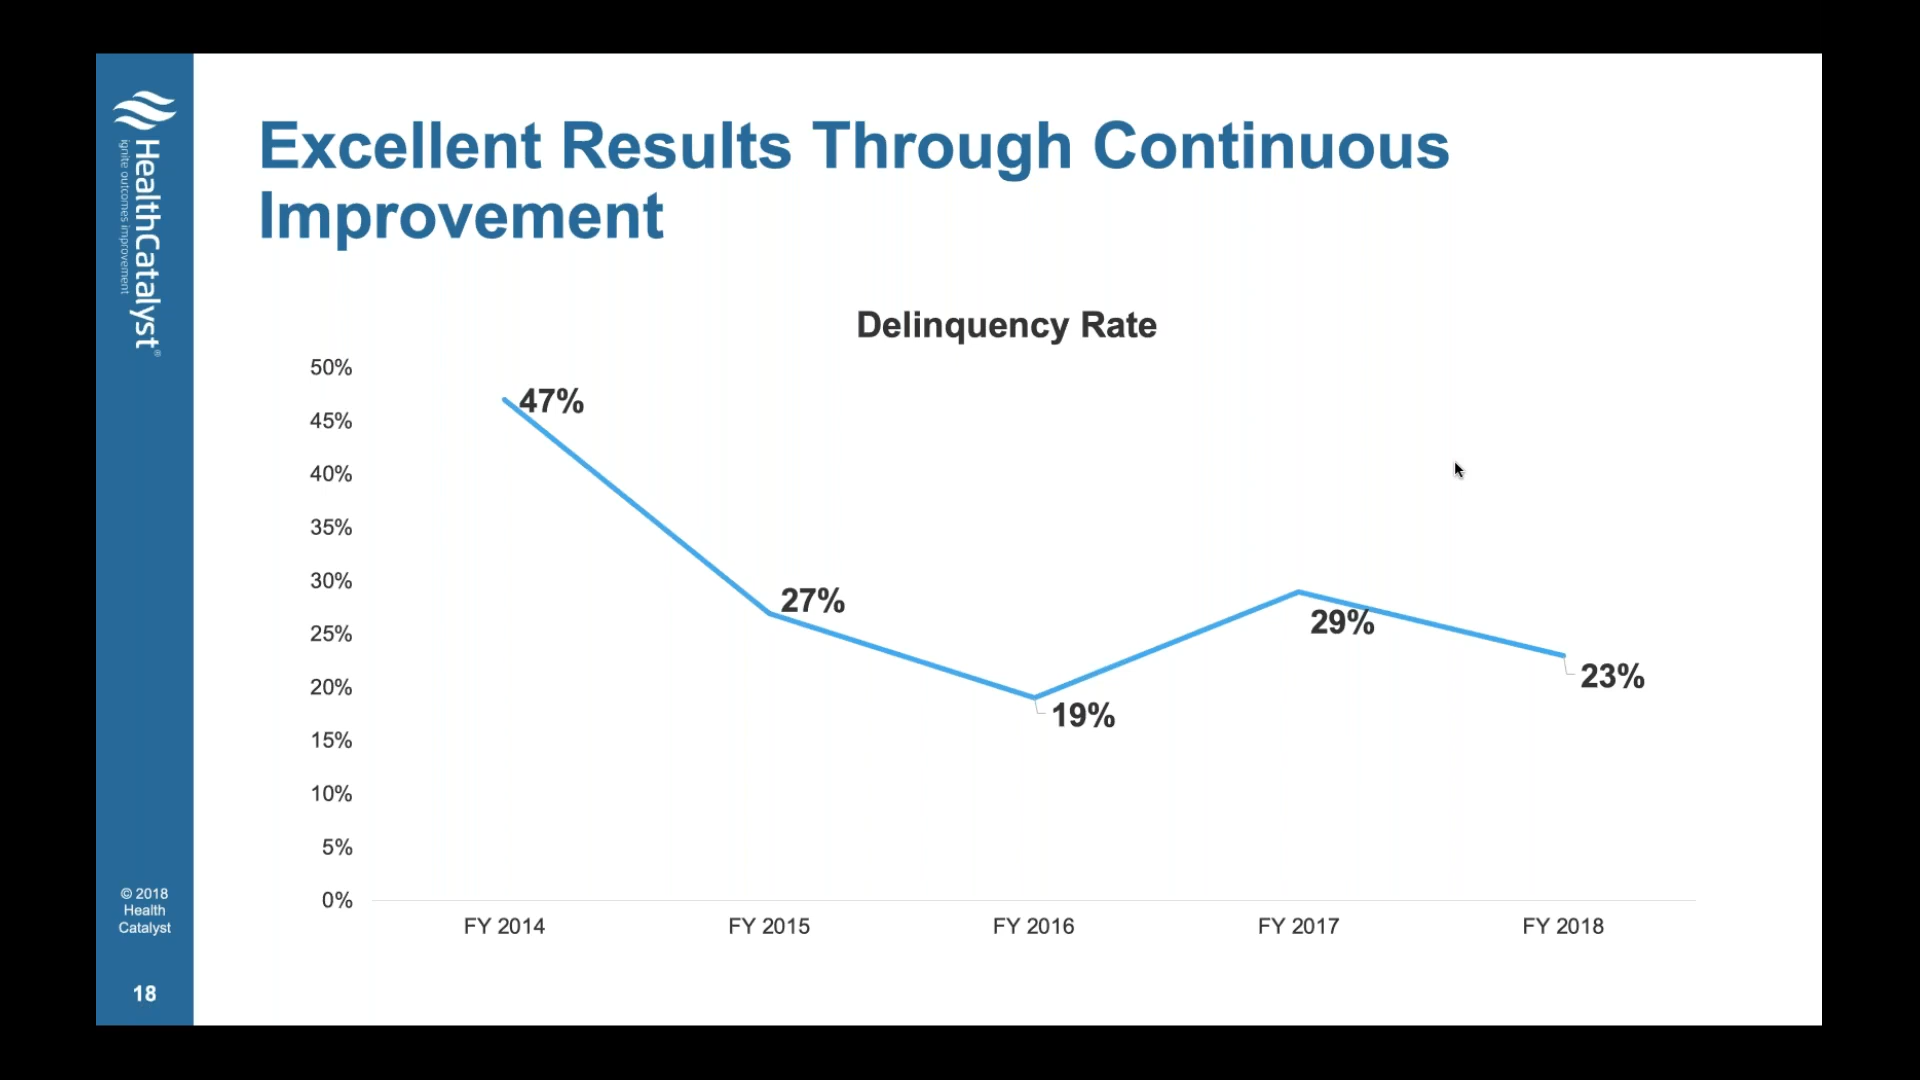 HealthCatalyst®
ignite outcomes improvement
Excellent Results Through Continuous
Improvement
Delinquency Rate
50%
45%
40%
35%
30%
25%
20%
15%
10%
5%
0%
47%
27%
19%
29%
23%
FY 2014
FY 2015
FY 2016
FY 2017
FY 2018
© 2018
Health
Catalyst
18